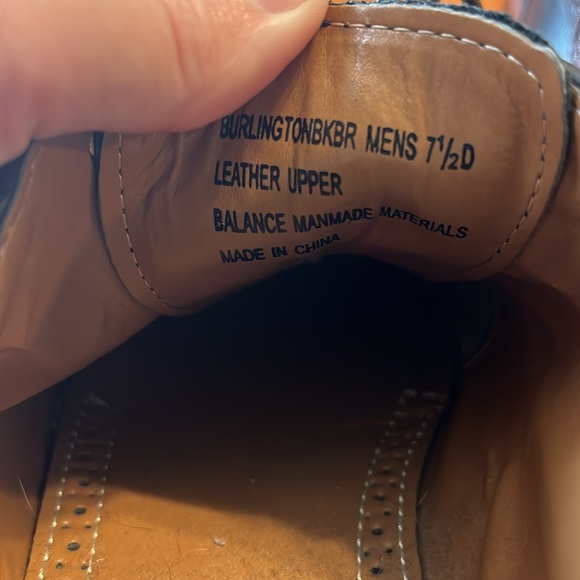 BURLINGTONBKBR MENS 7½D
LEATHER UPPER
BALANCE MANMADE MATERIALS
MADE IN CHINA